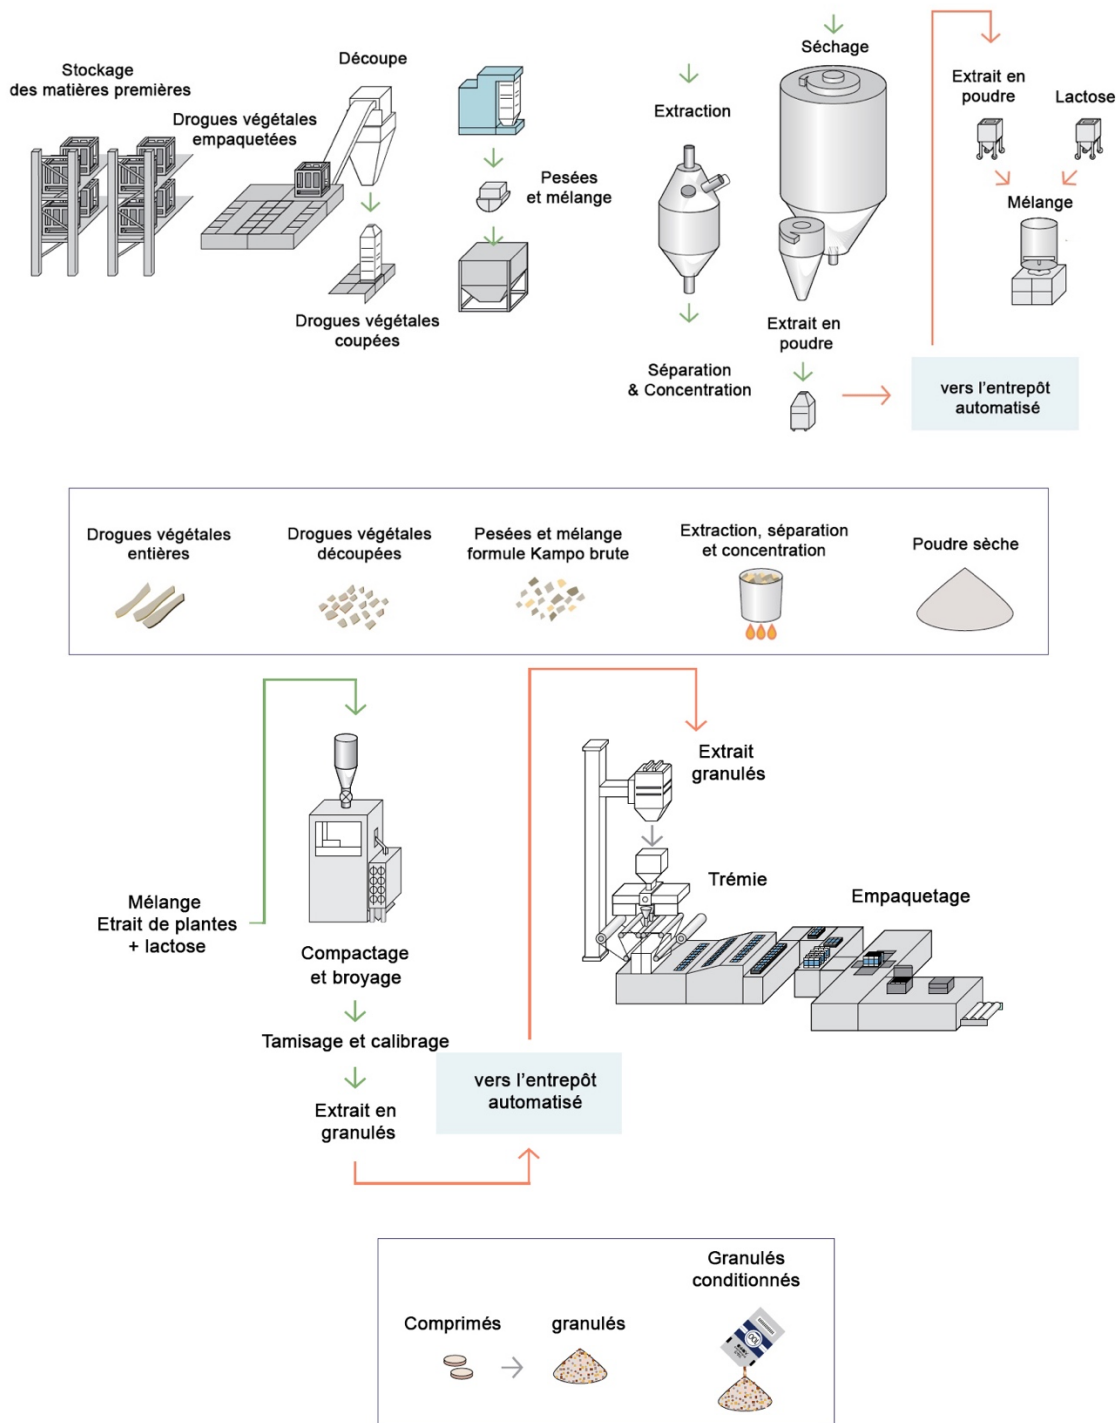 Stockage
des matières premières
Drogues végétales
empaquetées
Découpe
Drogues végétales
coupées
Pesées
et mélange
Extraction
Séparation
& Concentration
Séchage
Extrait en
poudre
vers l'entrepôt
automatisé
Extrait en
poudre
Lactose
Mélange
Drogues végétales
entières
Drogues végétales
découpées
Pesées et mélange
formule Kampo brute
Extraction, séparation
et concentration
Poudre sèche
Mélange
Etrait de plantes
+ lactose
Compactage
et broyage
Tamisage et calibrage
Extrait en
granulés
vers l'entrepôt
automatisé
Extrait
granulés
Trémie
Empaquetage
Comprimés
granulés
Granulés
conditionnés